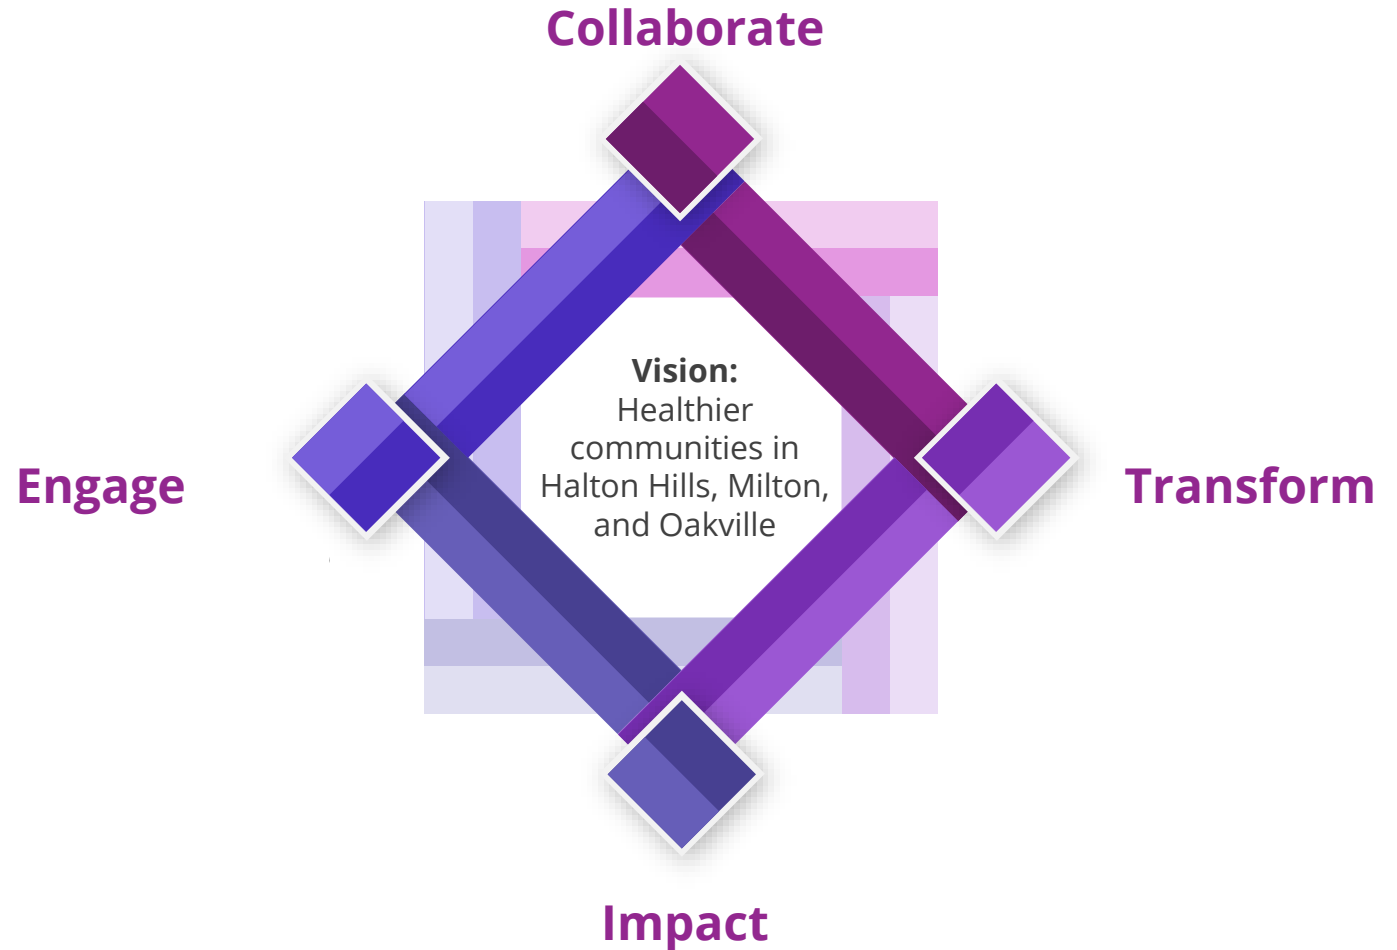 Collaborate
Vision:
Healthier
communities in
Halton Hills, Milton,
and Oakville
Engage
Transform
Impact